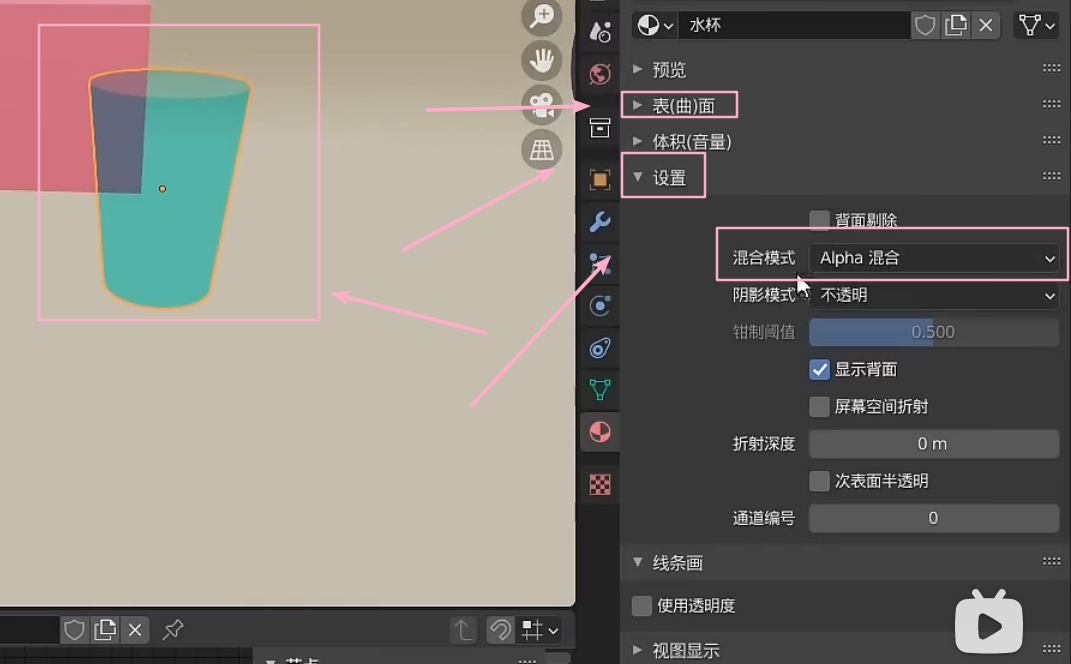 水杯
预览
表(曲)面
体积(音量)
设置
背面剔除
混合模式 Alpha 混合
阴影模式 不透明
钳制阈值 0.500
显示背面
屏幕空间折射
折射深度 0 m
次表面半透明
通道编号 0
线条画
使用透明度
视图显示
节点